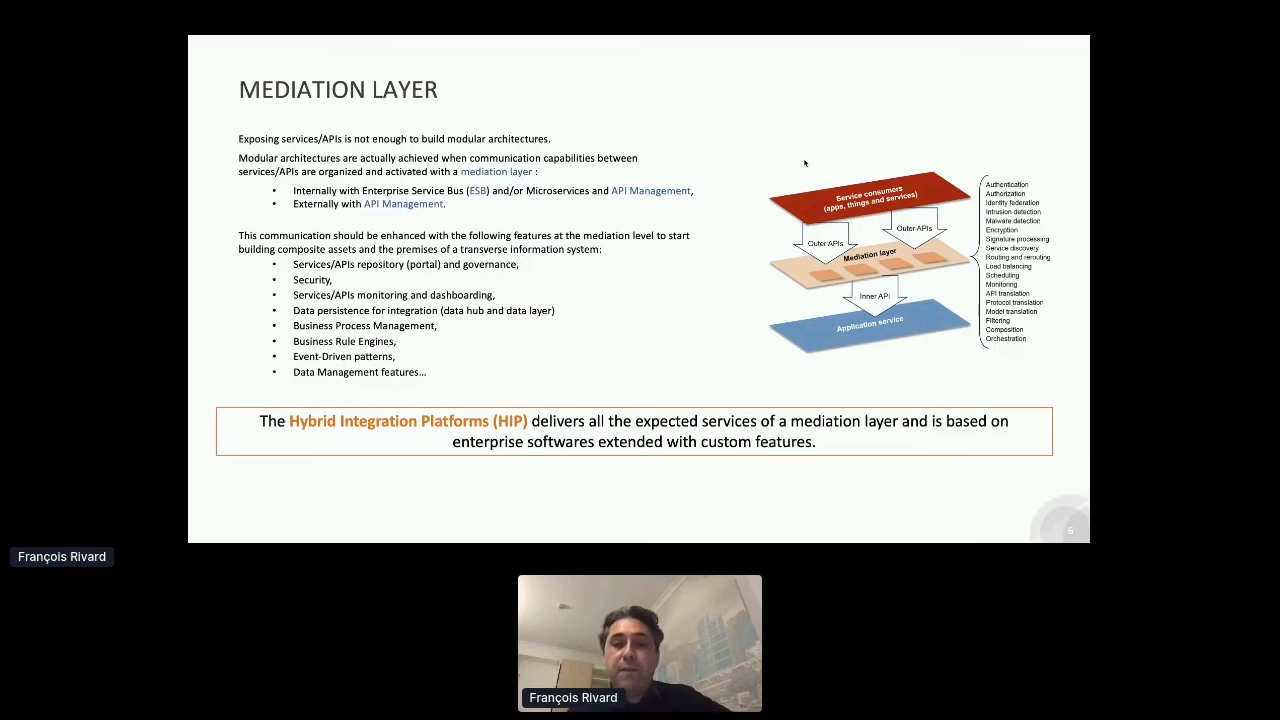 MEDIATION LAYER
Exposing services/APIs is not enough to build modular architectures.
Modular architectures are actually achieved when communication capabilities between
services/APIs are organized and activated with a mediation layer :
• Internally with Enterprise Service Bus (ESB) and/or Microservices and API Management,
• Externally with API Management.
This communication should be enhanced with the following features at the mediation level to start
building composite assets and the premises of a transverse information system:
• Services/APIs repository (portal) and governance,
• Security,
• Services/APIs monitoring and dashboarding,
• Data persistence for integration (data hub and data layer)
• Business Process Management,
• Business Rule Engines,
• Event-Driven patterns,
• Data Management features…
Service consumers
(apps, things and services)
Outer APIs
Outer APIs
Mediation layer
Inner API
Application service
Authentication
Authorization
Identity federation
Intrusion detection
Malware detection
Encryption
Signature processing
Service discovery
Routing and rerouting
Load balancing
Scheduling
Monitoring
API translation
Protocol translation
Model translation
Filtering
Composition
Orchestration
The Hybrid Integration Platforms (HIP) delivers all the expected services of a mediation layer and is based on
enterprise softwares extended with custom features.
6
François Rivard
François Rivard